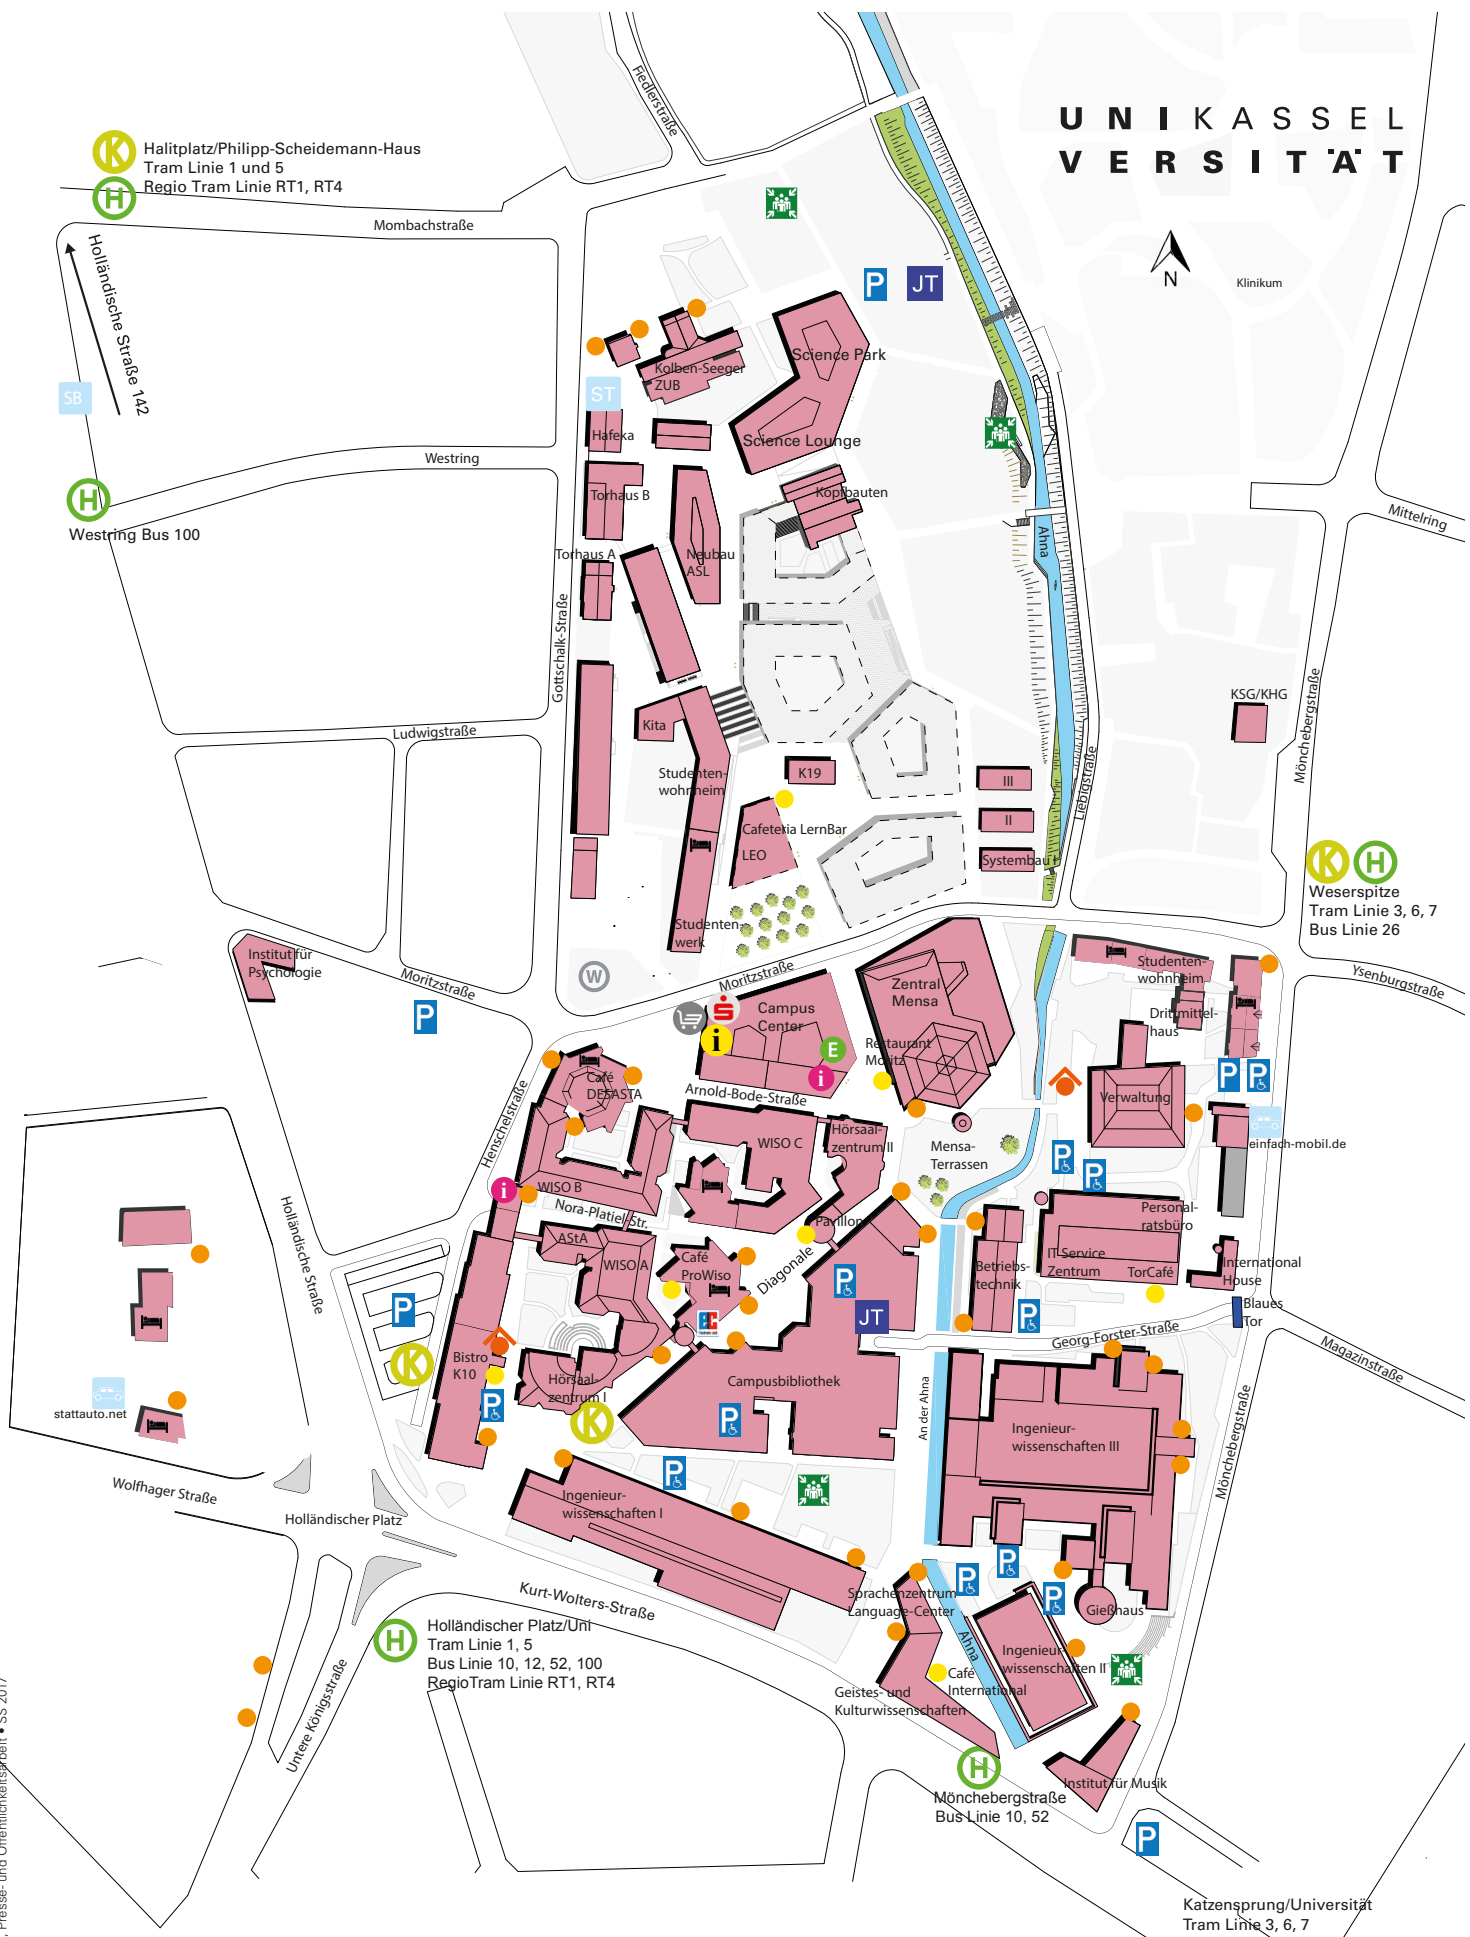 UNIKASSEL
VERSITÄT
N
Klinikum
Fiedlerstraße
K
Halitplatz/Philipp-Scheidemann-Haus
Tram Linie 1 und 5
H
Regio Tram Linie RT1, RT4
Mombachstraße
Holländische Straße 142
SB
P
JT
Science Park
Kolben-Seeger
ZUB
ST
Hafeka
Science Lounge
Westring
H
Westring Bus 100
Torhaus B
Kopfbauten
Mittelring
Ahna
Torhaus A
Neubau
ASL
Gottschalk-Straße
KSG/KHG
Mönchebergstraße
Ludwigstraße
Kita
Studenten-
wohnheim
K19
III
Liebigstraße
Cafeteria LernBar
LEO
II
Systembau I
K
H
Weserspitze
Tram Linie 3, 6, 7
Bus Linie 26
Studenten
werk
Institut für
Psychologie
Moritzstraße
P
W
Moritzstraße
Zentral
Mensa
Studenten-
wohnheim
Ysenburgstraße
Campus
Center
S
i
E
i
Restaurant
Moritz
Drittmittel-
haus
P
P
Café
DESASTA
Arnold-Bode-Straße
Verwaltung
Henschelstraße
WISO C
Hörsaal-
zentrum II
Mensa-
Terrassen
einfach-mobil.de
P
P
i
WISO B
Nora-Platiel-Str.
Pavillon
Personal-
ratsbüro
Holländische Straße
AStA
WISO A
Café
ProWiso
Diagonale
P
Betriebs-
technik
IT Service
Zentrum
TorCafé
International
House
P
EC
JT
P
Blaues
Tor
Georg-Forster-Straße
Magazinstraße
K
Bistro
K10
Hörsaal-
zentrum I
Campusbibliothek
An der Ahna
stattauto.net
P
K
P
Ingenieur-
wissenschaften III
Mönchebergstraße
Wolfhager Straße
P
Ingenieur-
wissenschaften I
Holländischer Platz
P
P
P
Sprachenzentrum
Language-Center
Gießhaus
Kurt-Wolters-Straße
H
Holländischer Platz/Uni
Tram Linie 1, 5
Bus Linie 10, 12, 52, 100
RegioTram Linie RT1, RT4
Ahna
Ingenieur-
wissenschaften II
Café
International
Geistes- und
Kulturwissenschaften
Untere Königsstraße
H
Mönchebergstraße
Bus Linie 10, 52
Institut für Musik
P
Katzensprung/Universität
Tram Linie 3, 6, 7
Presse- und Öffentlichkeitsarbeit • SS 2017